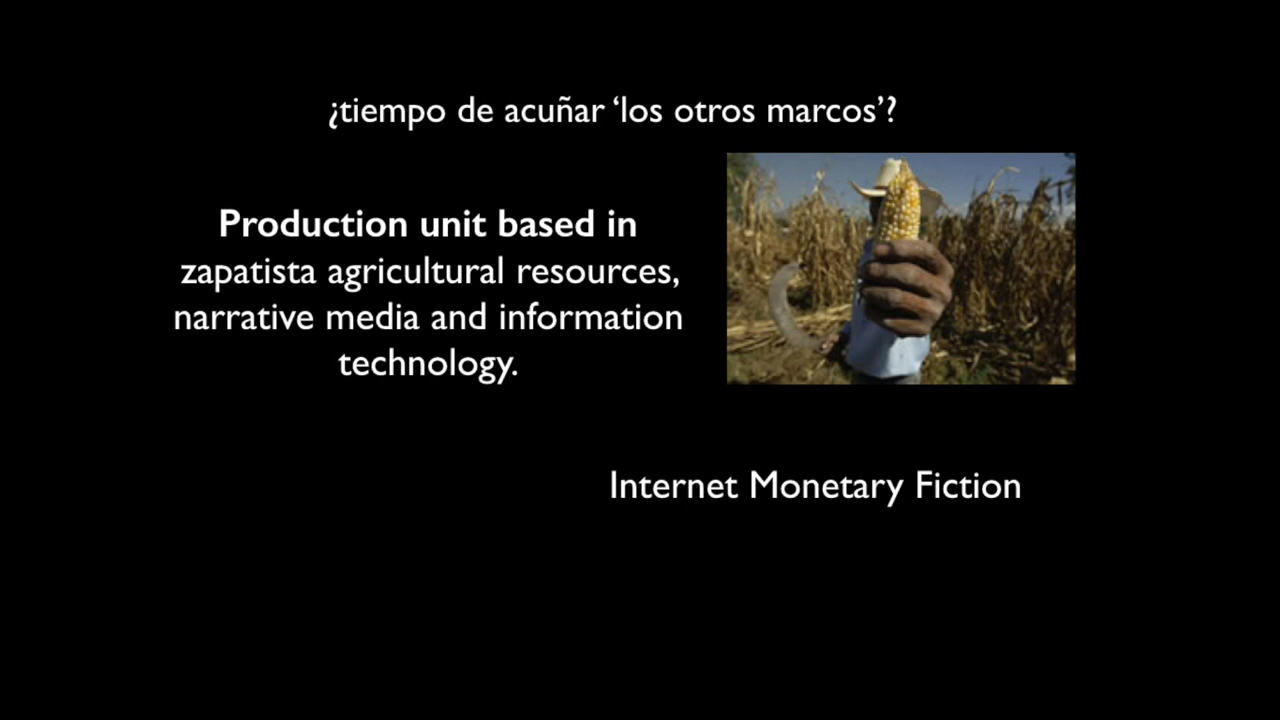 ¿tiempo de acuñar ‘los otros marcos’?
Production unit based in
zapatista agricultural resources,
narrative media and information
technology.
Internet Monetary Fiction